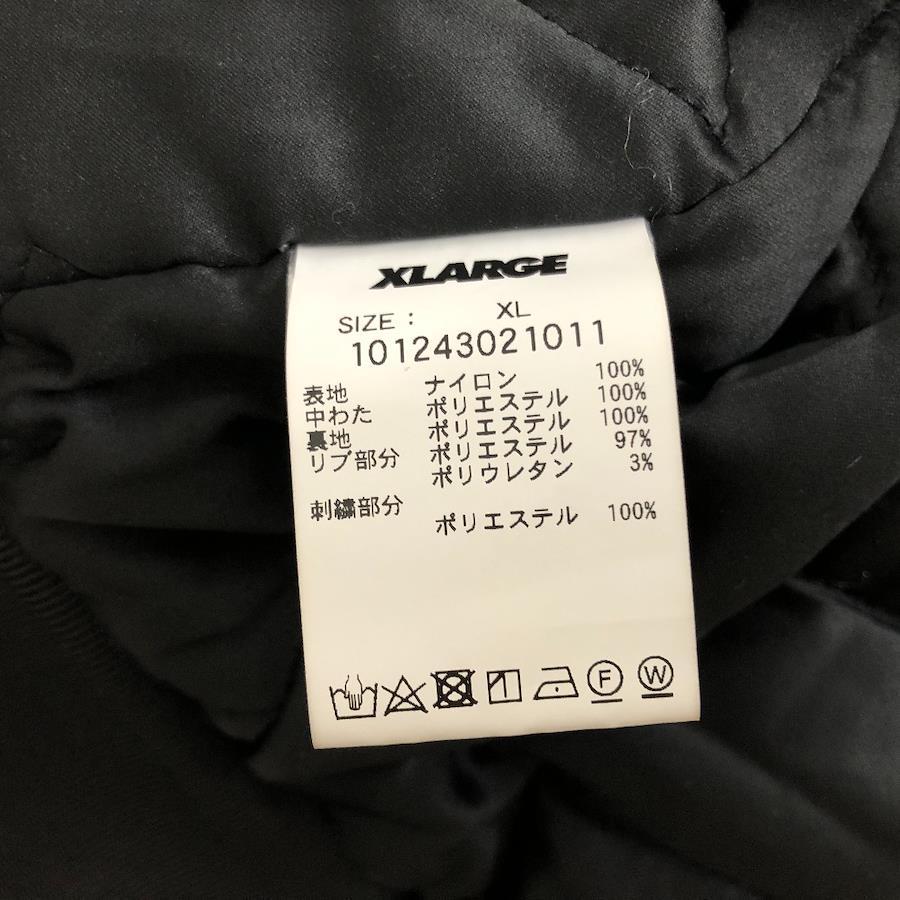 XLARGE
SIZE : XL
101243021011
表地 ナイロン 100%
中わた ポリエステル 100%
裏地 ポリエステル 100%
リブ部分 ポリエステル 97%
ポリウレタン 3%
刺繍部分 ポリエステル 100%
F W